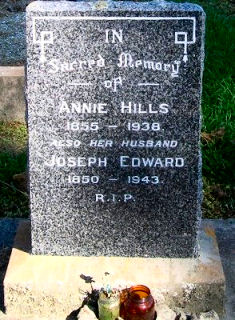 IN
Sacred Memory
of
ANNIE HILLS
1855 – 1938.
ALSO HER HUSBAND
JOSEPH EDWARD
1850 – 1943.
R.I.P.